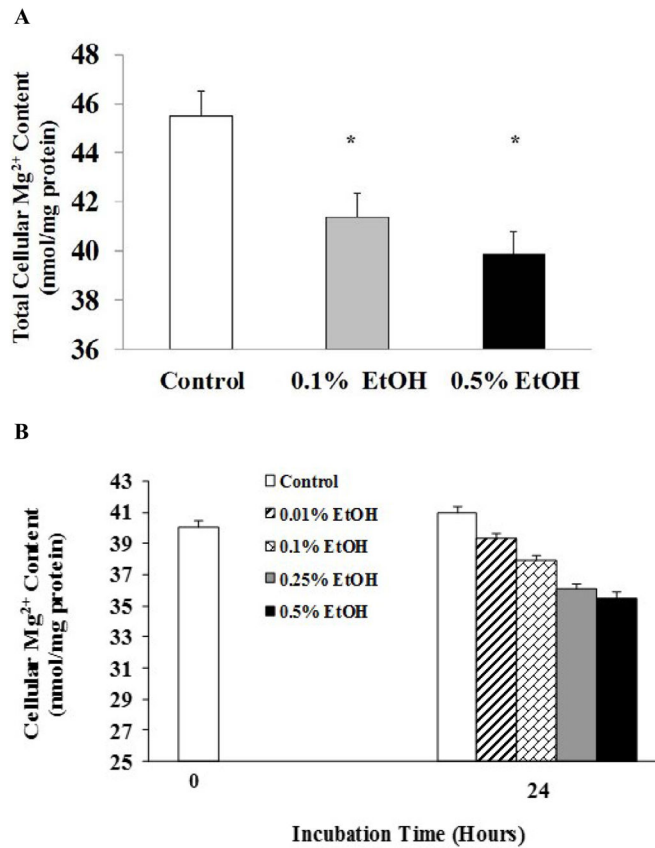 A
Total Cellular Mg²⁺ Content
(nmol/mg protein)
48
46
44
42
40
38
36
*
*
Control
0.1% EtOH
0.5% EtOH
B
Cellular Mg²⁺ Content
(nmol/mg protein)
43
41
39
37
35
33
31
29
27
25
Control
0.01% EtOH
0.1% EtOH
0.25% EtOH
0.5% EtOH
0
24
Incubation Time (Hours)